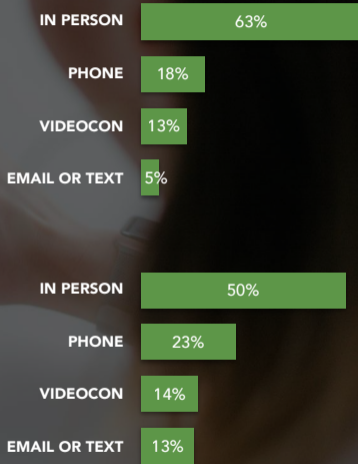 IN PERSON 63%
PHONE 18%
VIDEOCON 13%
EMAIL OR TEXT 5%
IN PERSON 50%
PHONE 23%
VIDEOCON 14%
EMAIL OR TEXT 13%